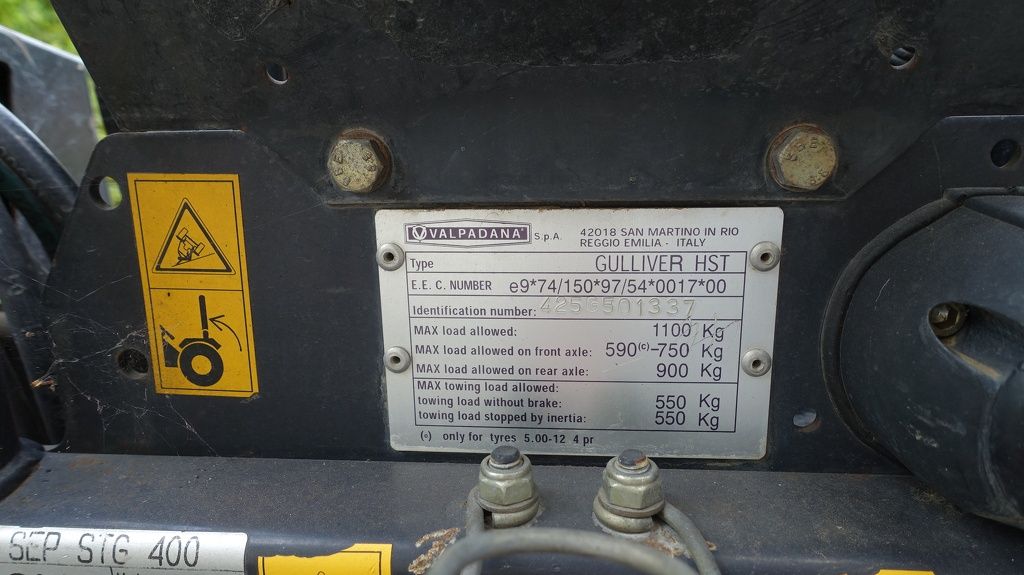 VALPADANA S.p.A. 42018 SAN MARTINO IN RIO
REGGIO EMILIA - ITALY
Type GULLIVER HST
E.E.C. NUMBER e9*74/150*97/54*0017*00
Identification number: 425G501337
MAX load allowed: 1100 Kg
MAX load allowed on front axle: 590(c)-750 Kg
MAX load allowed on rear axle: 900 Kg
MAX towing load allowed:
towing load without brake: 550 Kg
towing load stopped by inertia: 550 Kg
(c) only for tyres 5.00-12 4 pr
SEP STG 400